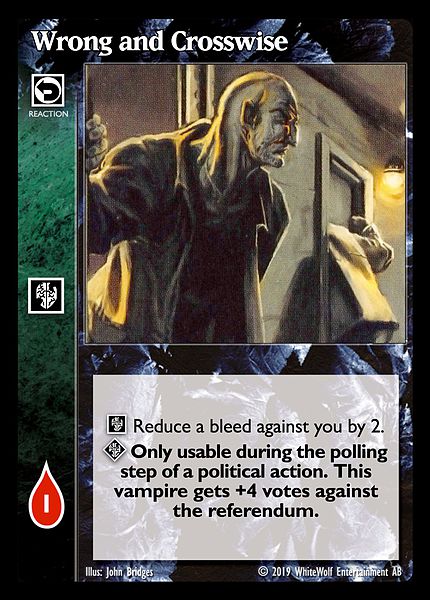 Wrong and Crosswise
REACTION
Reduce a bleed against you by 2.
Only usable during the polling
step of a political action. This
vampire gets +4 votes against
the referendum.
1
Illus: John Bridges
© 2019 WhiteWolf Entertainment AB